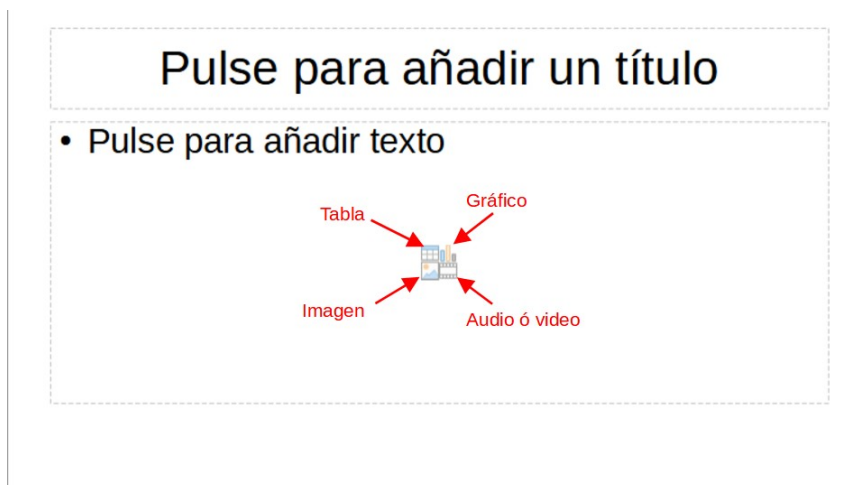 Pulse para añadir un título
• Pulse para añadir texto
Tabla
Gráfico
Imagen
Audio ó video